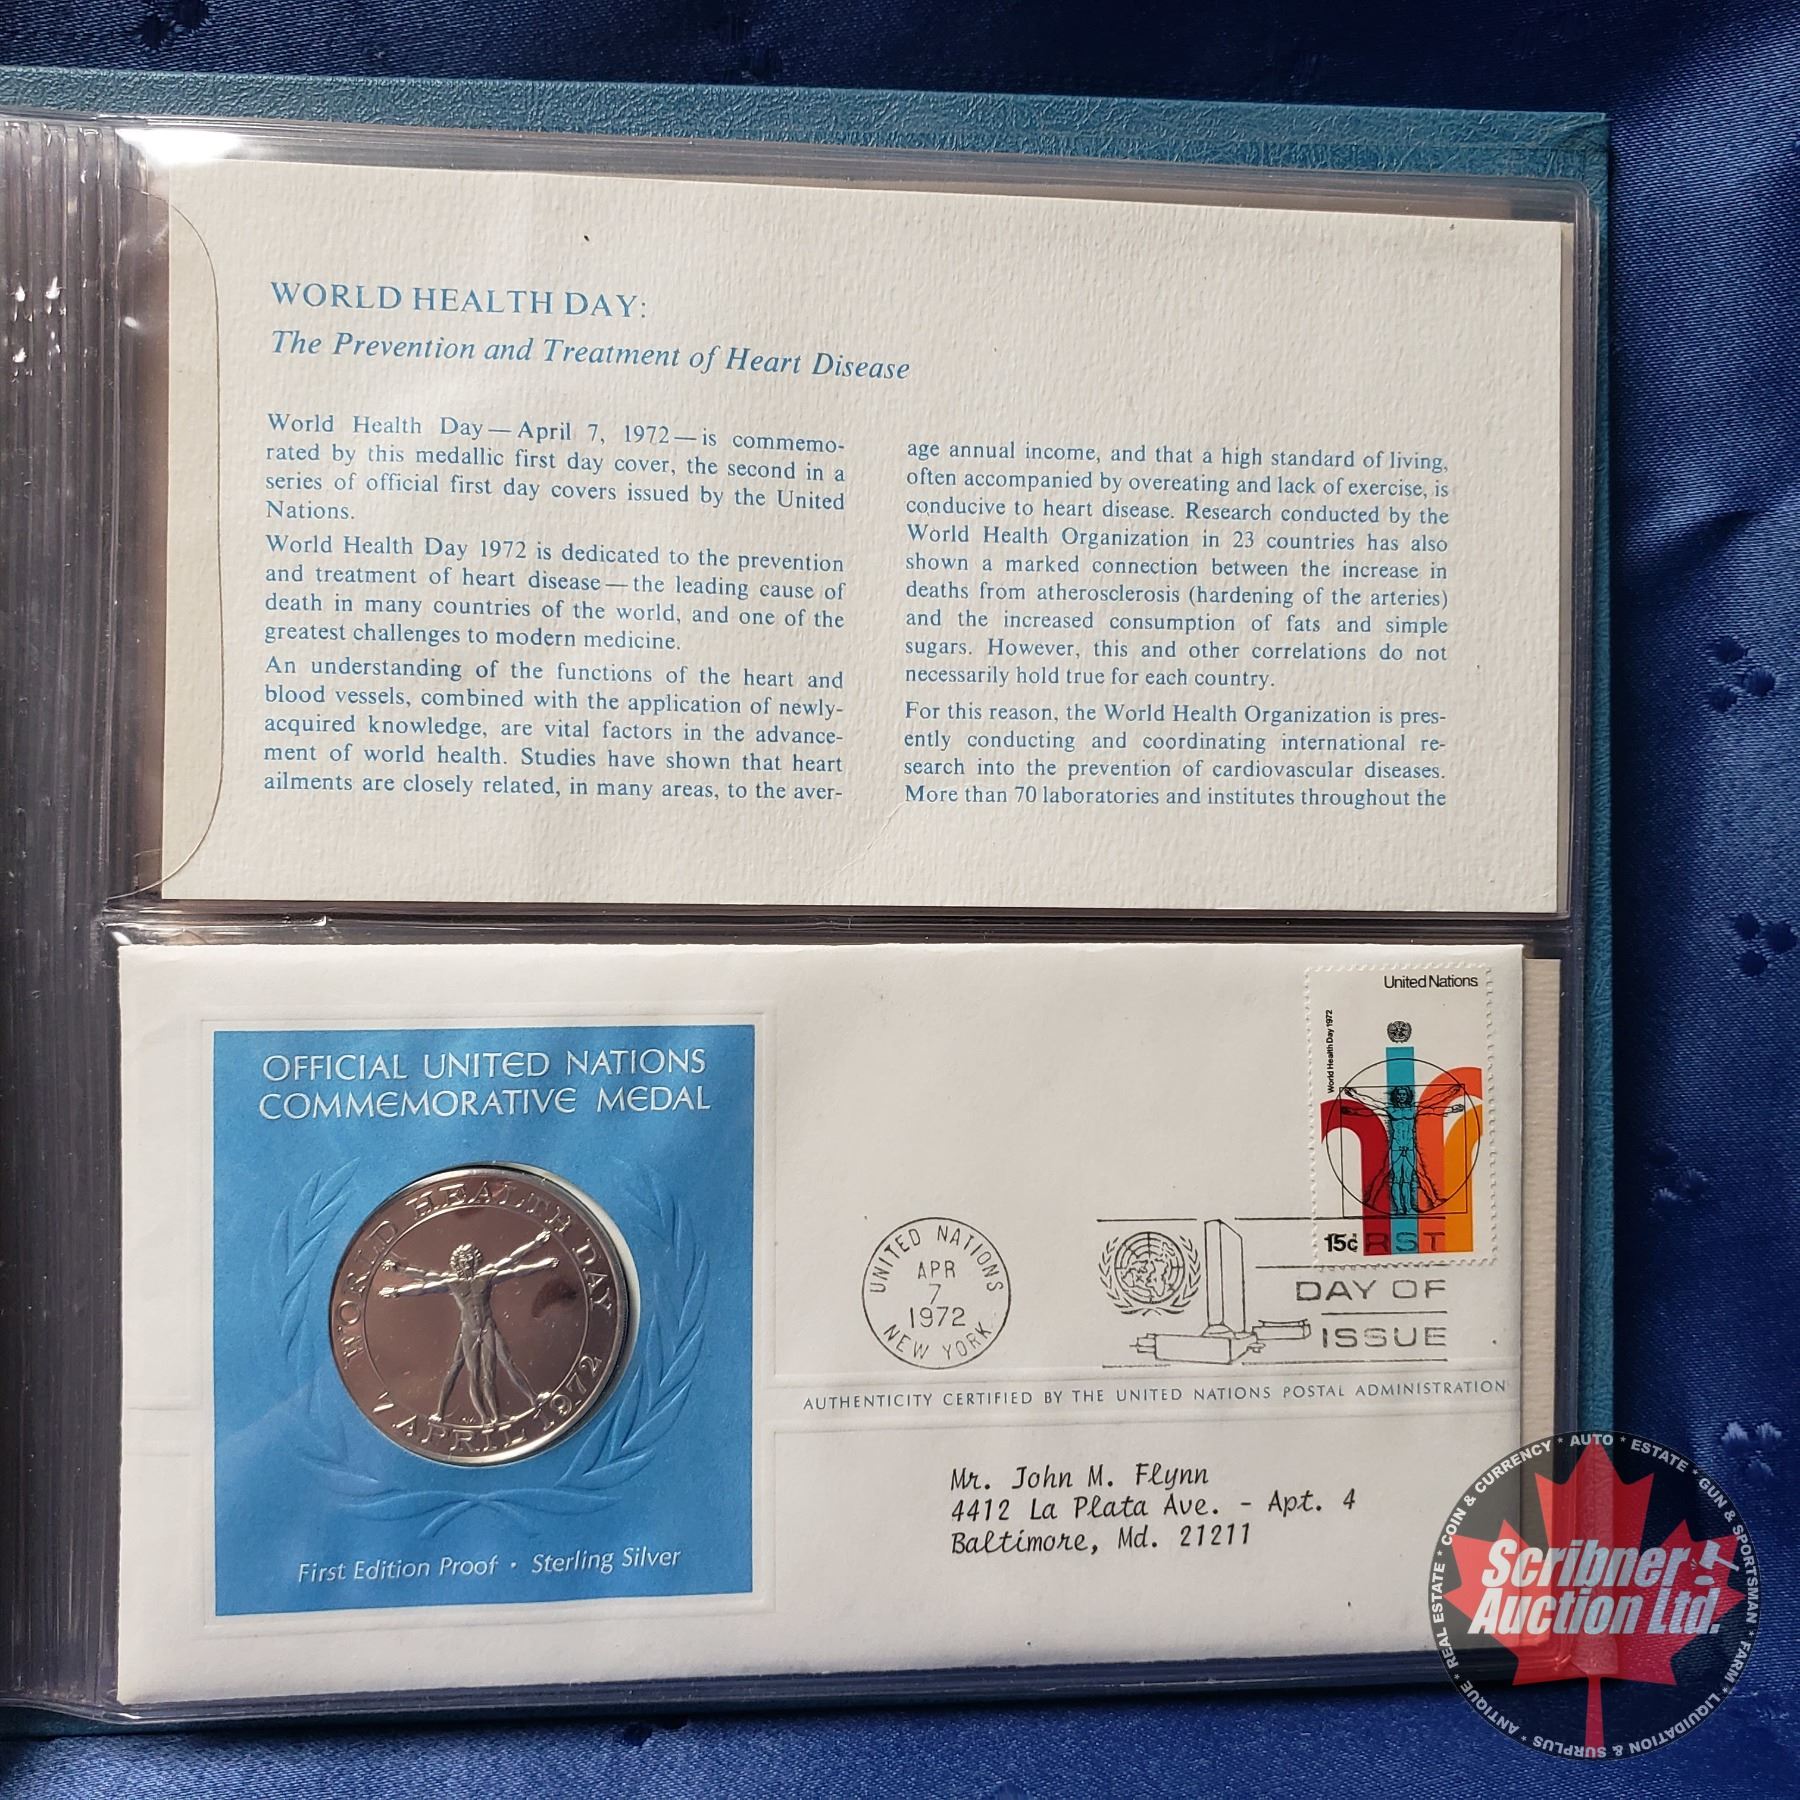 WORLD HEALTH DAY:
The Prevention and Treatment of Heart Disease
World Health Day — April 7, 1972 — is commemo-
rated by this medallic first day cover, the second in a
series of official first day covers issued by the United
Nations.
World Health Day 1972 is dedicated to the prevention
and treatment of heart disease — the leading cause of
death in many countries of the world, and one of the
greatest challenges to modern medicine.
An understanding of the functions of the heart and
blood vessels, combined with the application of newly-
acquired knowledge, are vital factors in the advance-
ment of world health. Studies have shown that heart
ailments are closely related, in many areas, to the aver-
age annual income, and that a high standard of living,
often accompanied by overeating and lack of exercise, is
conducive to heart disease. Research conducted by the
World Health Organization in 23 countries has also
shown a marked connection between the increase in
deaths from atherosclerosis (hardening of the arteries)
and the increased consumption of fats and simple
sugars. However, this and other correlations do not
necessarily hold true for each country.
For this reason, the World Health Organization is pres-
ently conducting and coordinating international re-
search into the prevention of cardiovascular diseases.
More than 70 laboratories and institutes throughout the
OFFICIAL UNITED NATIONS
COMMEMORATIVE MEDAL
WORLD HEALTH DAY
7 APRIL 1972
First Edition Proof · Sterling Silver
United Nations
World Health Day 1972
15¢
UNITED NATIONS
APR
7
1972
NEW YORK
FIRST
DAY OF
ISSUE
AUTHENTICITY CERTIFIED BY THE UNITED NATIONS POSTAL ADMINISTRATION
Mr. John M. Flynn
4412 La Plata Ave. - Apt. 4
Baltimore, Md. 21211
Scribner
Auction Ltd.
ANTIQUE * REAL ESTATE * COIN & CURRENCY * AUTO * ESTATE * GUN & SPORTSMAN * FARM * LIQUIDATION & SURPLUS *